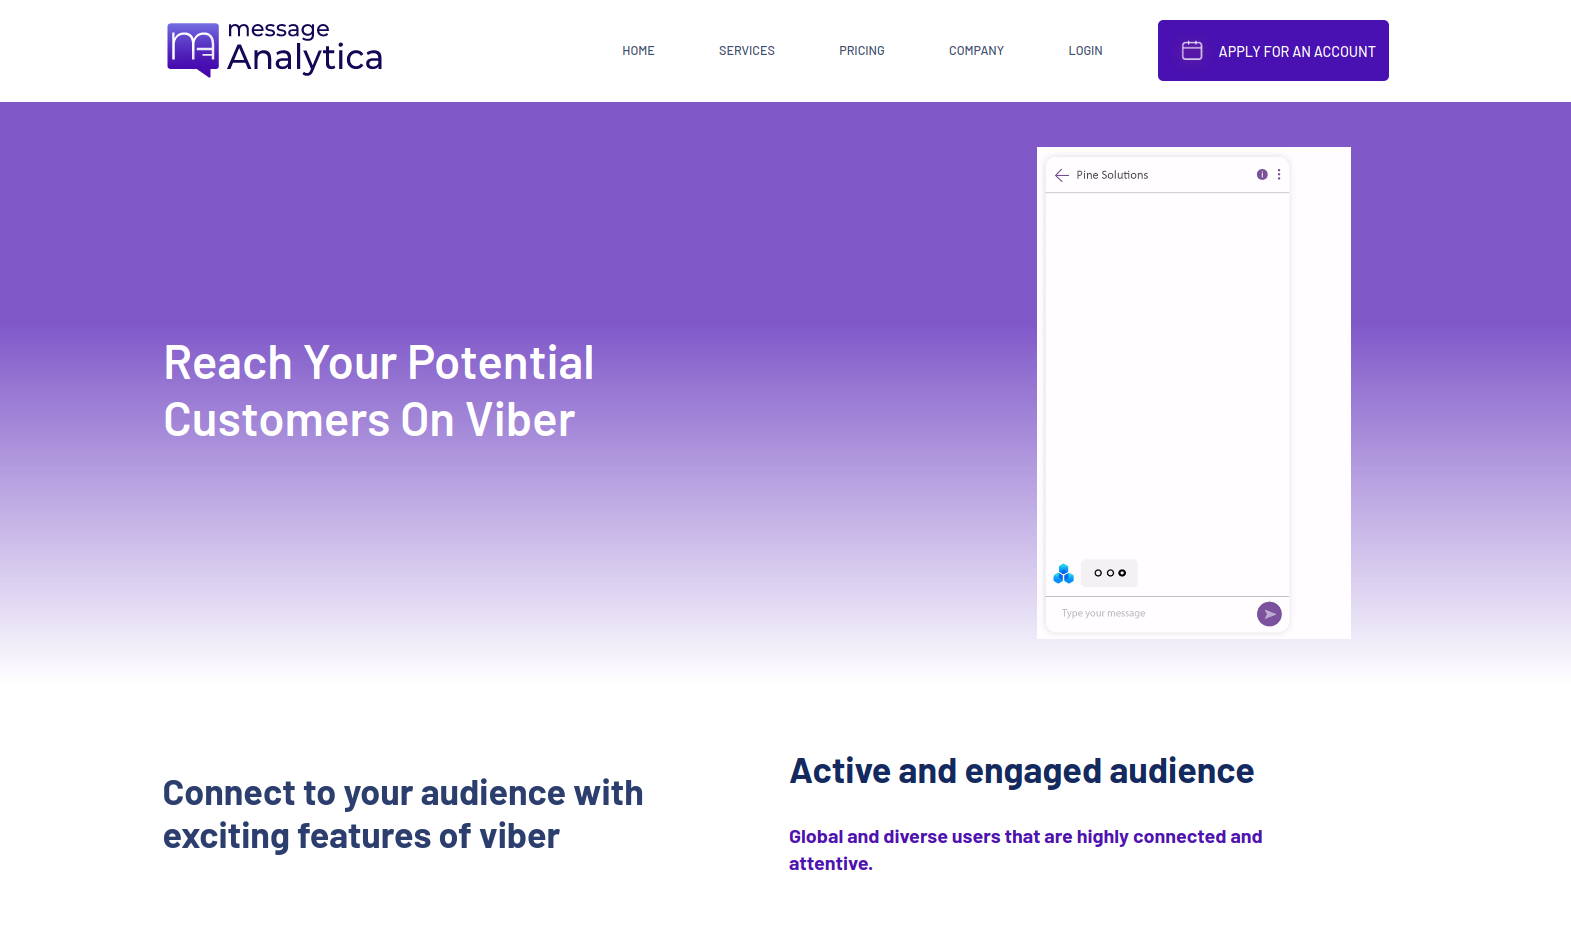 message
Analytica
HOME
SERVICES
PRICING
COMPANY
LOGIN
APPLY FOR AN ACCOUNT
Pine Solutions
Reach Your Potential
Customers On Viber
Type your message
Connect to your audience with
exciting features of viber
Active and engaged audience
Global and diverse users that are highly connected and
attentive.